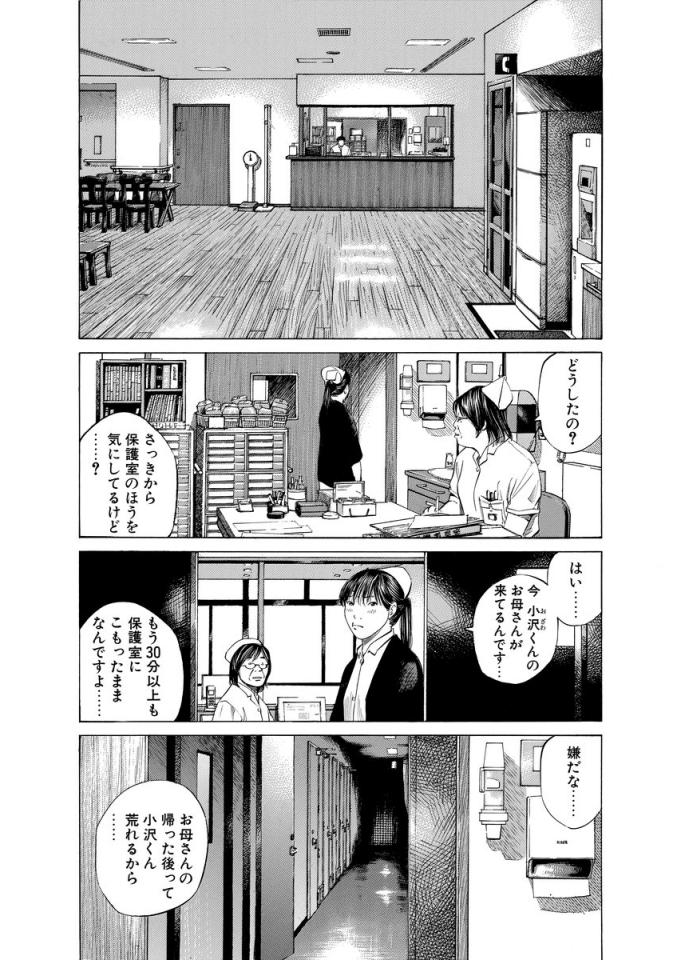 どうしたの？
さっきから
保護室のほうを
気にしてるけど
……？
はい……
今 小沢くんの
おざわ
お母さんが
来てるんです…
もう30分以上も
保護室に
こもったまま
なんですよ…
嫌だな……
お母さんの
帰った後って
小沢くん
荒れるから
……